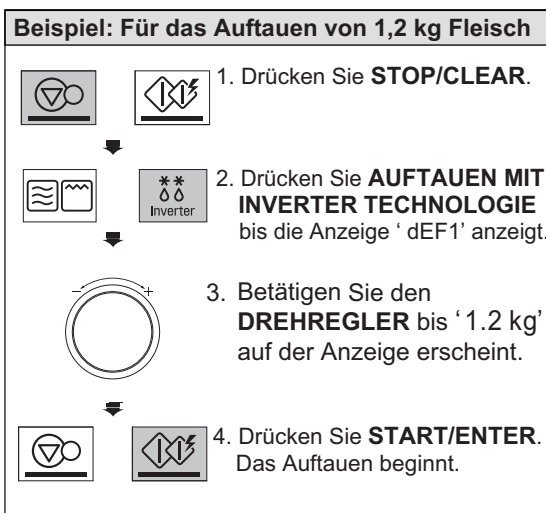 Beispiel: Für das Auftauen von 1,2 kg Fleisch
1. Drücken Sie STOP/CLEAR.
2. Drücken Sie AUFTAUEN MIT
INVERTER TECHNOLOGIE
bis die Anzeige ‘ dEF1’ anzeigt.
Inverter
3. Betätigen Sie den
DREHREGLER bis ‘1.2 kg’
auf der Anzeige erscheint.
- +
4. Drücken Sie START/ENTER.
Das Auftauen beginnt.